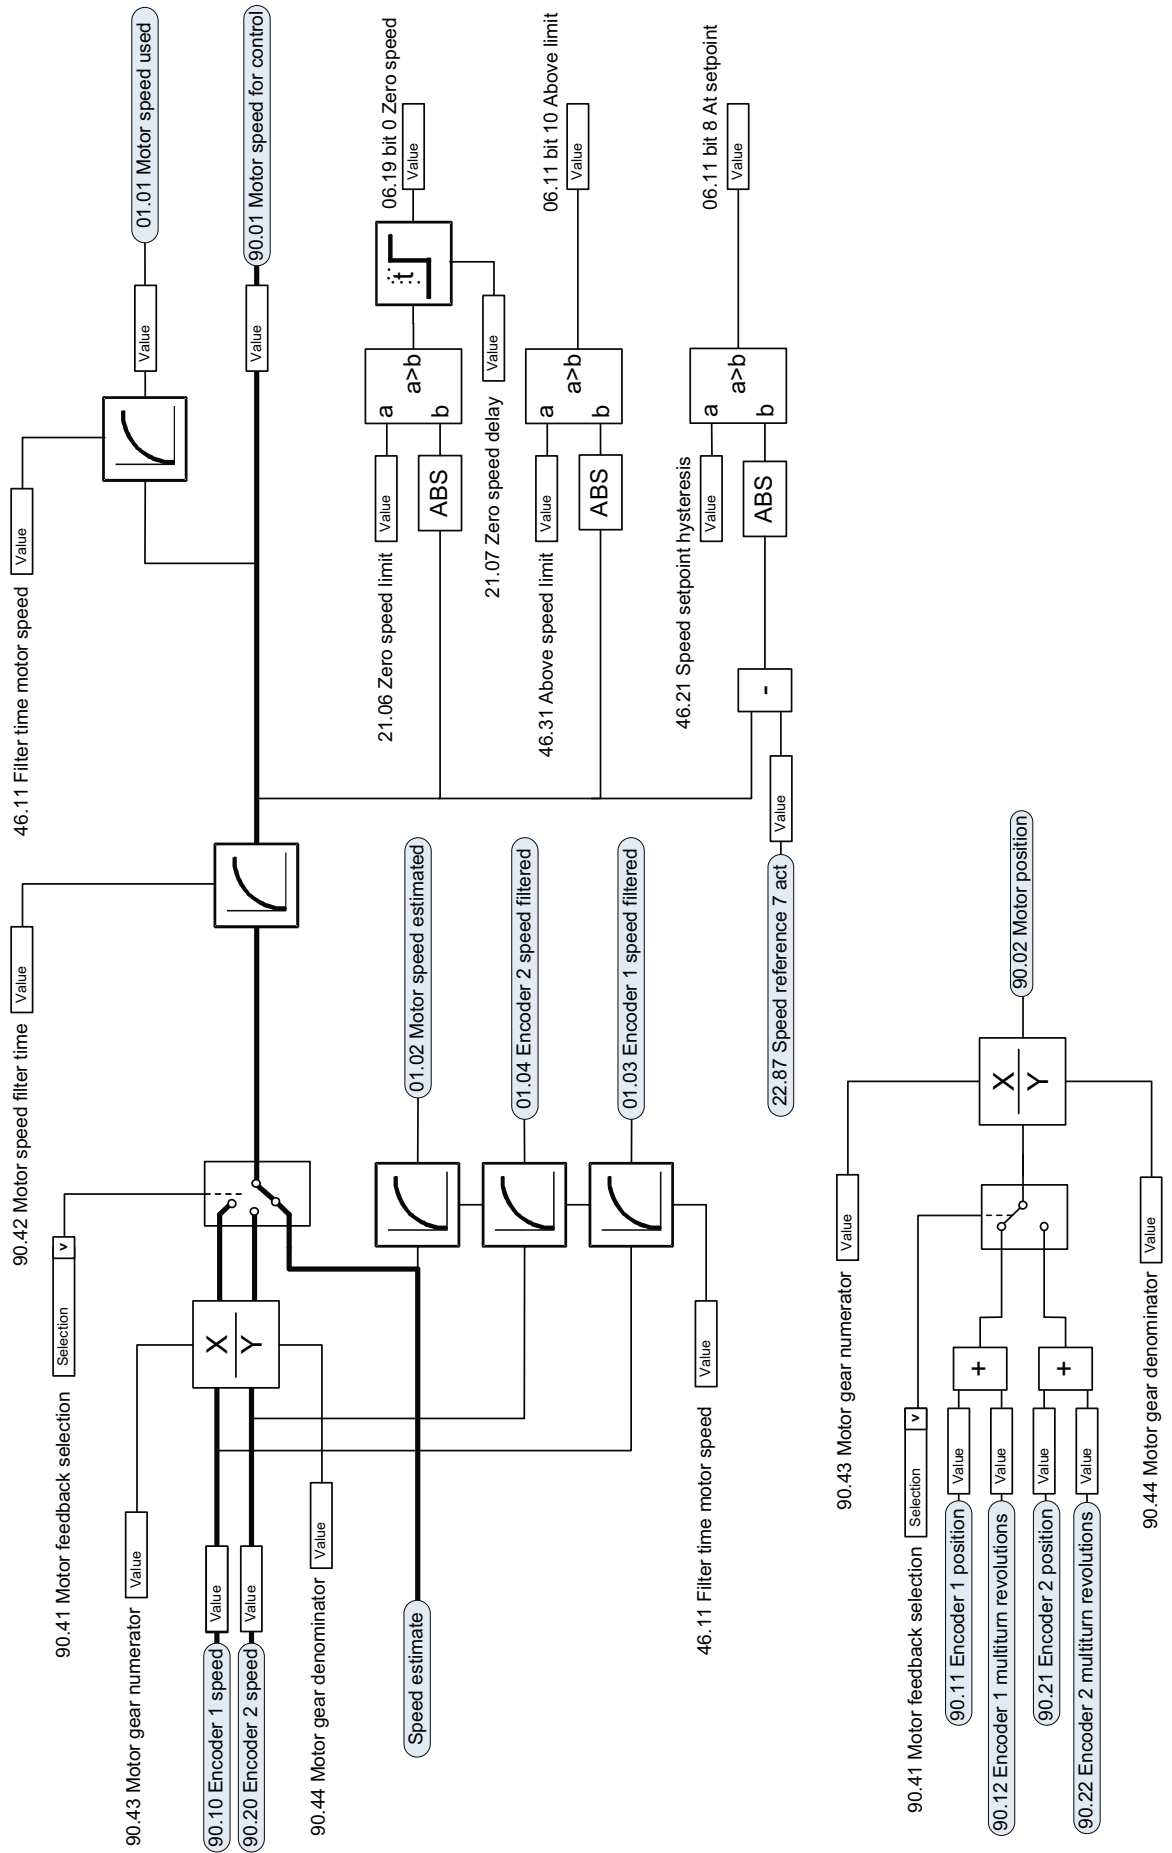 46.11 Filter time motor speed
Value
01.01 Motor speed used
Value
90.01 Motor speed for control
Value
90.42 Motor speed filter time
Value
90.41 Motor feedback selection
Selection
v
90.43 Motor gear numerator
Value
90.10 Encoder 1 speed
Value
90.20 Encoder 2 speed
Value
X
Y
90.44 Motor gear denominator
Value
Speed estimate
01.02 Motor speed estimated
01.04 Encoder 2 speed filtered
01.03 Encoder 1 speed filtered
46.11 Filter time motor speed
Value
21.06 Zero speed limit
Value
ABS
a
a>b
b
t
06.19 bit 0 Zero speed
Value
21.07 Zero speed delay
Value
46.31 Above speed limit
Value
ABS
a
a>b
b
06.11 bit 10 Above limit
Value
46.21 Speed setpoint hysteresis
Value
ABS
a
a>b
b
06.11 bit 8 At setpoint
Value
-
22.87 Speed reference 7 act
Value
90.43 Motor gear numerator
Value
90.41 Motor feedback selection
Selection
v
90.11 Encoder 1 position
Value
90.12 Encoder 1 multiturn revolutions
Value
+
90.21 Encoder 2 position
Value
90.22 Encoder 2 multiturn revolutions
Value
+
X
Y
90.02 Motor position
90.44 Motor gear denominator
Value